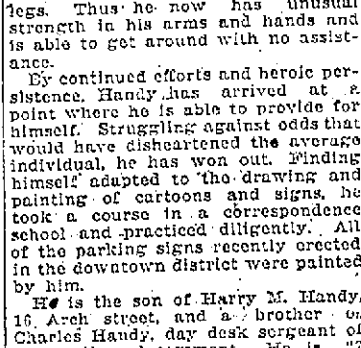 legs. Thus he now has unusual
strength in his arms and hands and
is able to get around with no assist-
ance.
By continued efforts and heroic per-
sistence, Handy has arrived at a
point where he is able to provide for
himself. Struggling against odds that
would have disheartened the average
individual, he has won out. Finding
himself adapted to the drawing and
painting of cartoons and signs, he
took a course in a correspondence
school and practiced diligently. All
of the parking signs recently erected
in the downtown district were painted
by him.
He is the son of Harry M. Handy,
16 Arch street, and a brother of
Charles Handy, day desk sergeant of